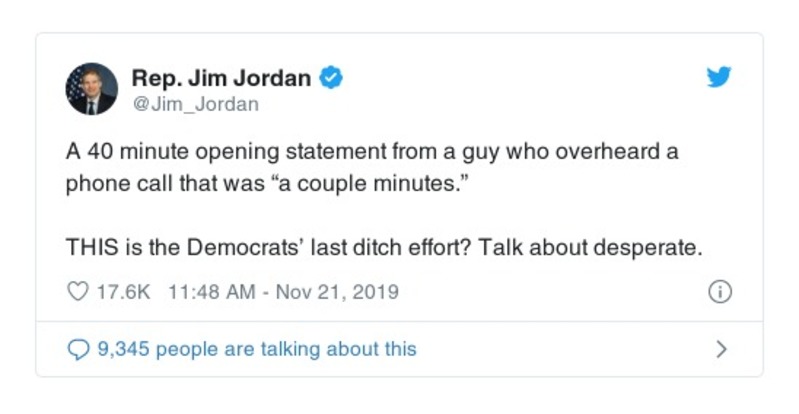 Rep. Jim Jordan
@Jim_Jordan
A 40 minute opening statement from a guy who overheard a
phone call that was “a couple minutes.”
THIS is the Democrats’ last ditch effort? Talk about desperate.
17.6K 11:48 AM - Nov 21, 2019
9,345 people are talking about this